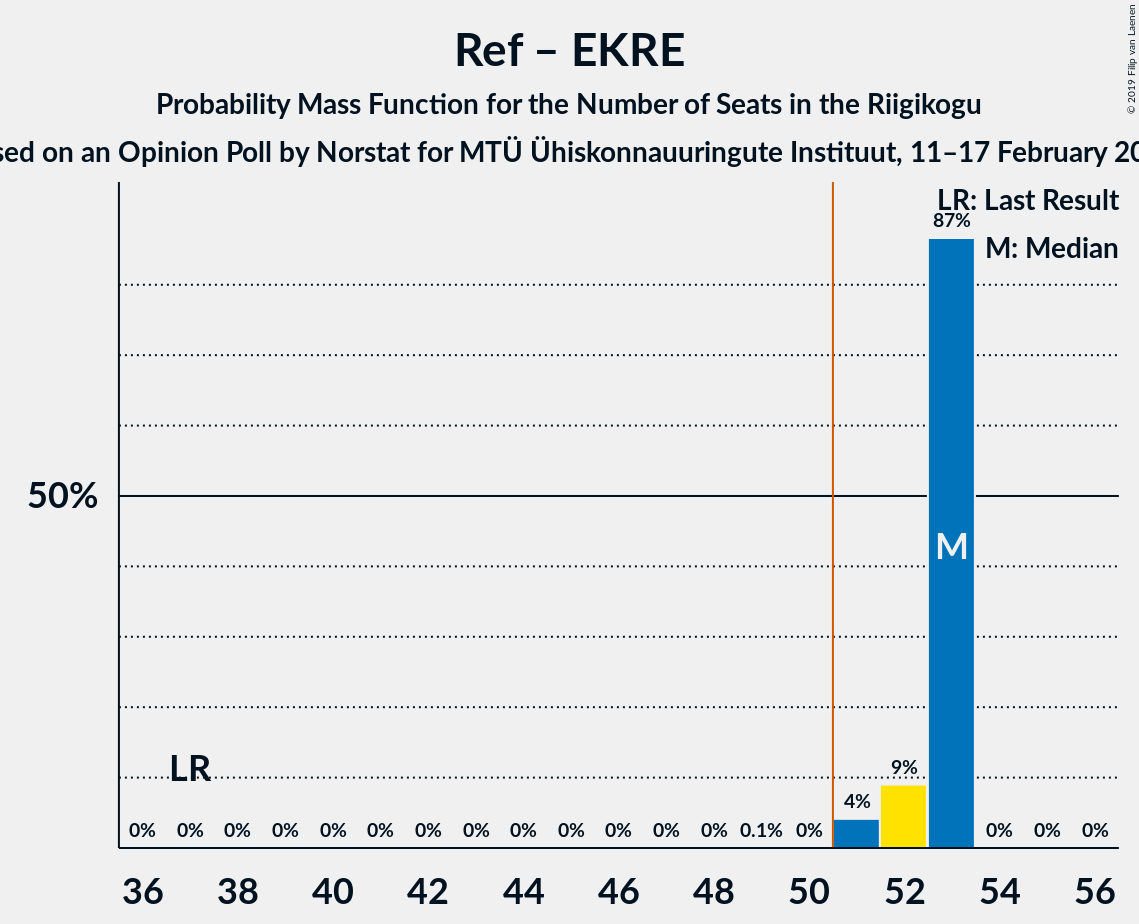 Ref – EKRE
Probability Mass Function for the Number of Seats in the Riigikogu
on an Opinion Poll by Norstat for MTÜ Ühiskonnauuringute Instituut, 11–17 February
© 2019 Filip van Laenen
LR: Last Result
M: Median
87%
50%
M
LR
9%
4%
0% 0% 0% 0% 0% 0% 0% 0% 0% 0% 0% 0% 0% 0.1% 0% 0% 0% 0%
36 38 40 42 44 46 48 50 52 54 56